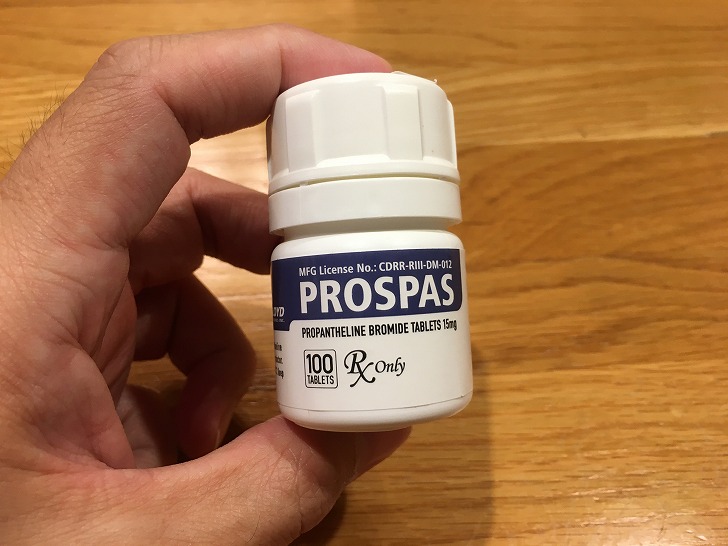 MFG License No.: CDRR-RIII-DM-012
PROSPAS
PROPANTHELINE BROMIDE TABLETS 15mg
100
TABLETS
Rx Only